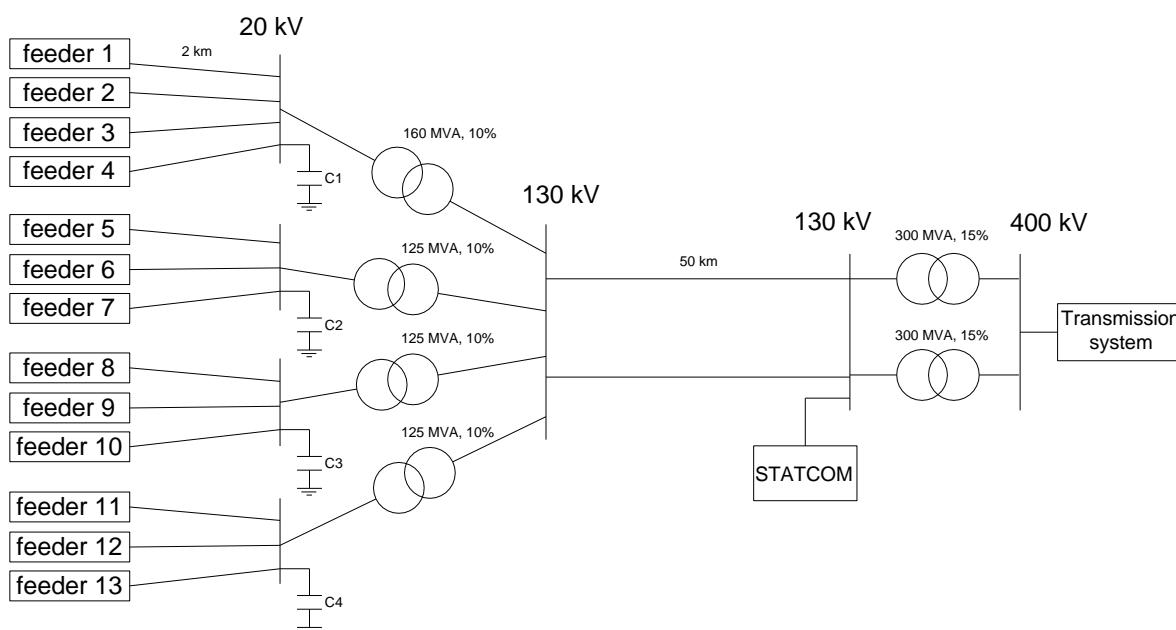 20 kV
feeder 1
2 km
feeder 2
feeder 3
feeder 4
C1
160 MVA, 10%
130 kV
feeder 5
feeder 6
feeder 7
C2
125 MVA, 10%
feeder 8
feeder 9
feeder 10
C3
125 MVA, 10%
feeder 11
feeder 12
feeder 13
C4
125 MVA, 10%
50 km
130 kV
STATCOM
300 MVA, 15%
300 MVA, 15%
400 kV
Transmission
system